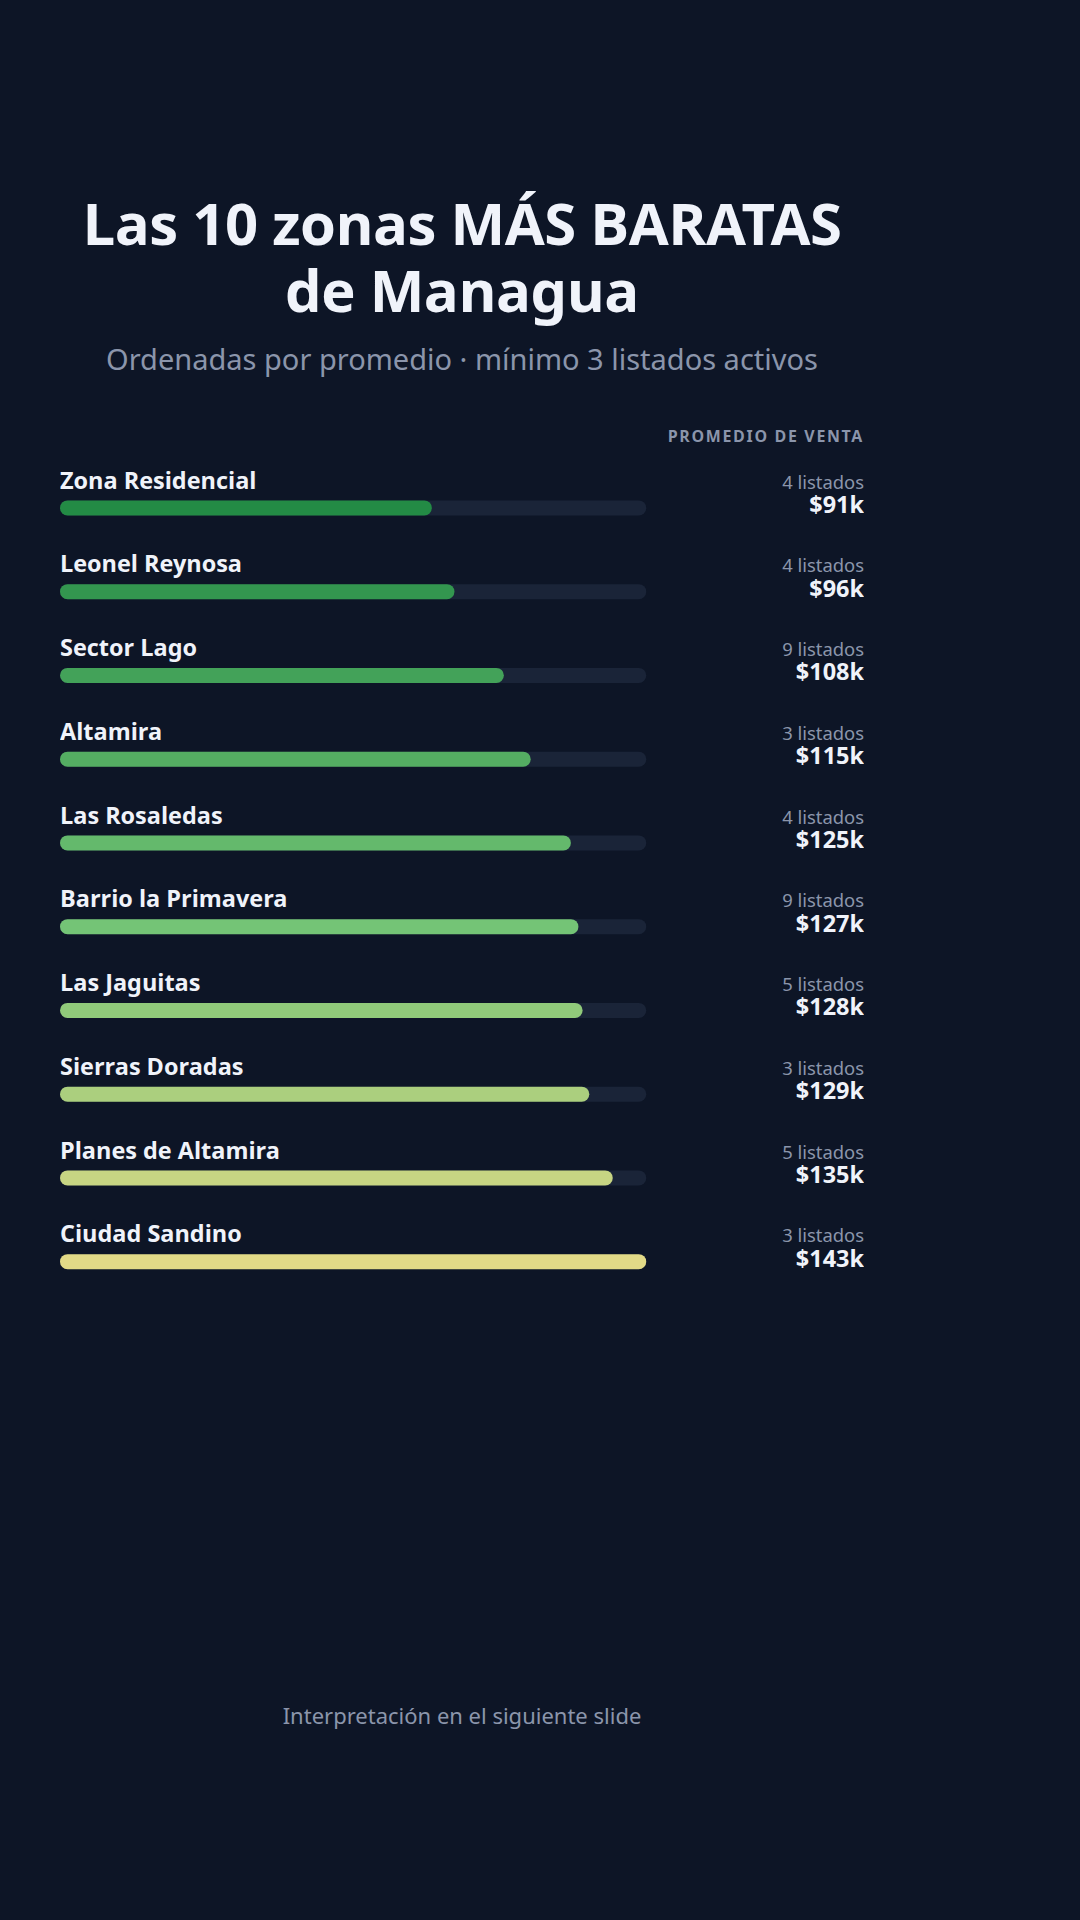 Las 10 zonas MÁS BARATAS
de Managua
Ordenadas por promedio · mínimo 3 listados activos
PROMEDIO DE VENTA
Zona Residencial
4 listados
$91k
Leonel Reynosa
4 listados
$96k
Sector Lago
9 listados
$108k
Altamira
3 listados
$115k
Las Rosaledas
4 listados
$125k
Barrio la Primavera
9 listados
$127k
Las Jaguitas
5 listados
$128k
Sierras Doradas
3 listados
$129k
Planes de Altamira
5 listados
$135k
Ciudad Sandino
3 listados
$143k
Interpretación en el siguiente slide